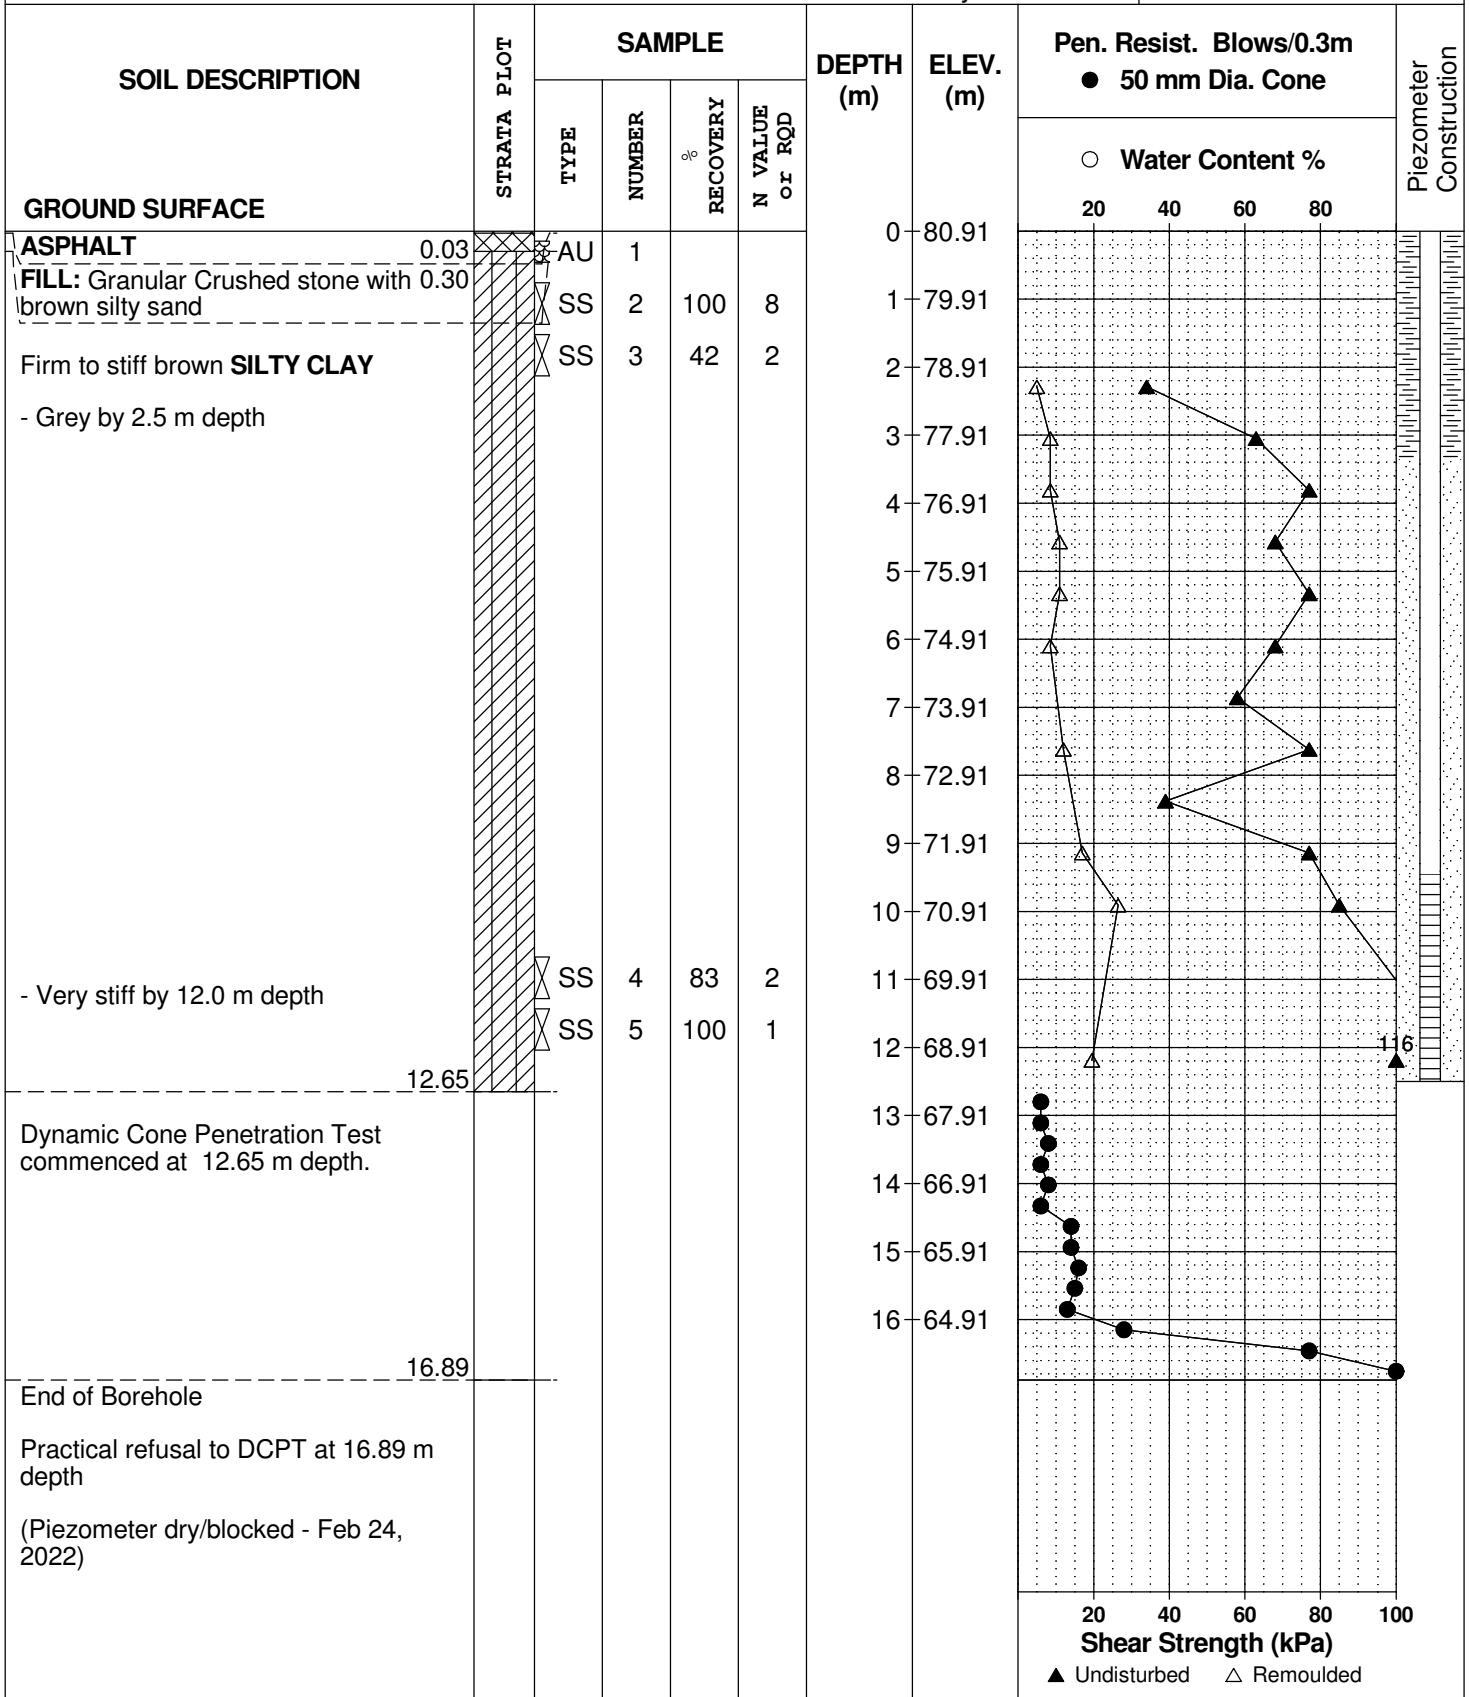 SOIL DESCRIPTION
GROUND SURFACE
STRATA PLOT
SAMPLE
TYPE
NUMBER
% RECOVERY
N VALUE or RQD
DEPTH (m)
ELEV. (m)
Pen. Resist. Blows/0.3m
● 50 mm Dia. Cone
○ Water Content %
20 40 60 80
Piezometer
Construction
ASPHALT 0.03
FILL: Granular Crushed stone with 0.30
brown silty sand
Firm to stiff brown SILTY CLAY
- Grey by 2.5 m depth
- Very stiff by 12.0 m depth
12.65
Dynamic Cone Penetration Test
commenced at 12.65 m depth.
16.89
End of Borehole
Practical refusal to DCPT at 16.89 m
depth
(Piezometer dry/blocked - Feb 24,
2022)
AU 1
SS 2 100 8
SS 3 42 2
SS 4 83 2
SS 5 100 1
0 80.91
1 79.91
2 78.91
3 77.91
4 76.91
5 75.91
6 74.91
7 73.91
8 72.91
9 71.91
10 70.91
11 69.91
12 68.91
13 67.91
14 66.91
15 65.91
16 64.91
116
20 40 60 80 100
Shear Strength (kPa)
▲ Undisturbed △ Remoulded